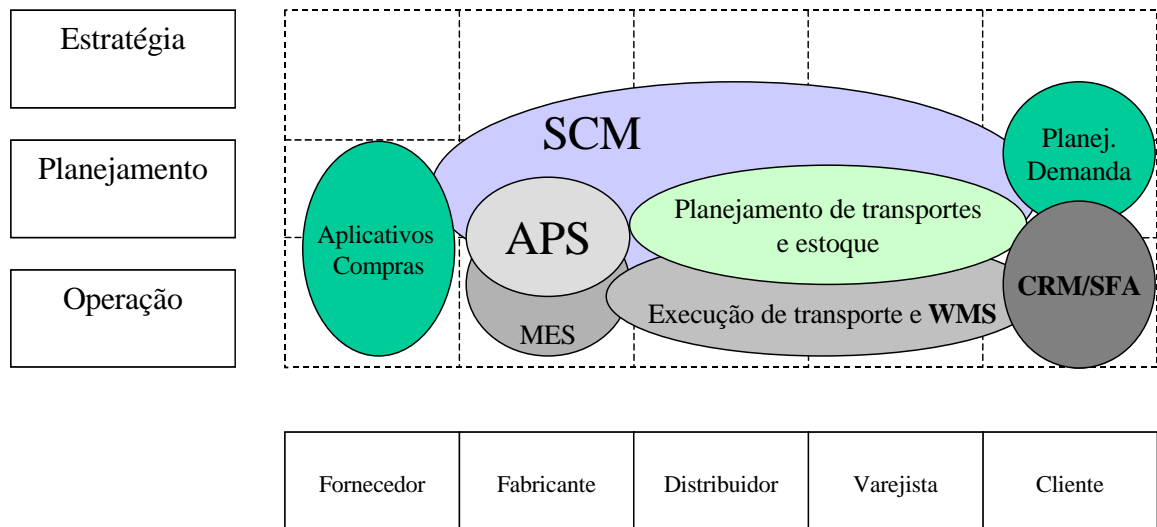 Estratégia
Planejamento
Operação
SCM
Planej.
Demanda
Aplicativos
Compras
APS
Planejamento de transportes
e estoque
MES
Execução de transporte e WMS
CRM/SFA
Fornecedor
Fabricante
Distribuidor
Varejista
Cliente